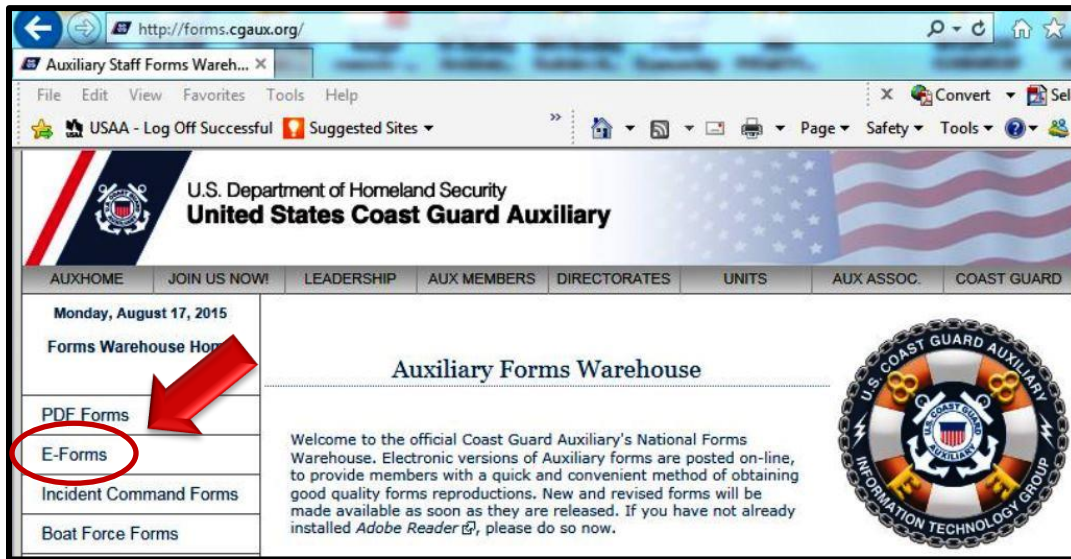 http://forms.cgaux.org/
Auxiliary Staff Forms Wareh... ×
File Edit View Favorites Tools Help
x Convert Sel
USAA - Log Off Successful Suggested Sites » Page Safety Tools
U.S. Department of Homeland Security
United States Coast Guard Auxiliary
AUXHOME JOIN US NOW! LEADERSHIP AUX MEMBERS DIRECTORATES UNITS AUX ASSOC. COAST GUARD
Monday, August 17, 2015
Forms Warehouse
PDF Forms
E-Forms
Incident Command Forms
Boat Force Forms
Auxiliary Forms Warehouse
Welcome to the official Coast Guard Auxiliary's National Forms
Warehouse. Electronic versions of Auxiliary forms are posted on-line,
to provide members with a quick and convenient method of obtaining
good quality forms reproductions. New and revised forms will be
made available as soon as they are released. If you have not already
installed Adobe Reader, please do so now.
U.S. COAST GUARD AUXILIARY
INFORMATION TECHNOLOGY GROUP